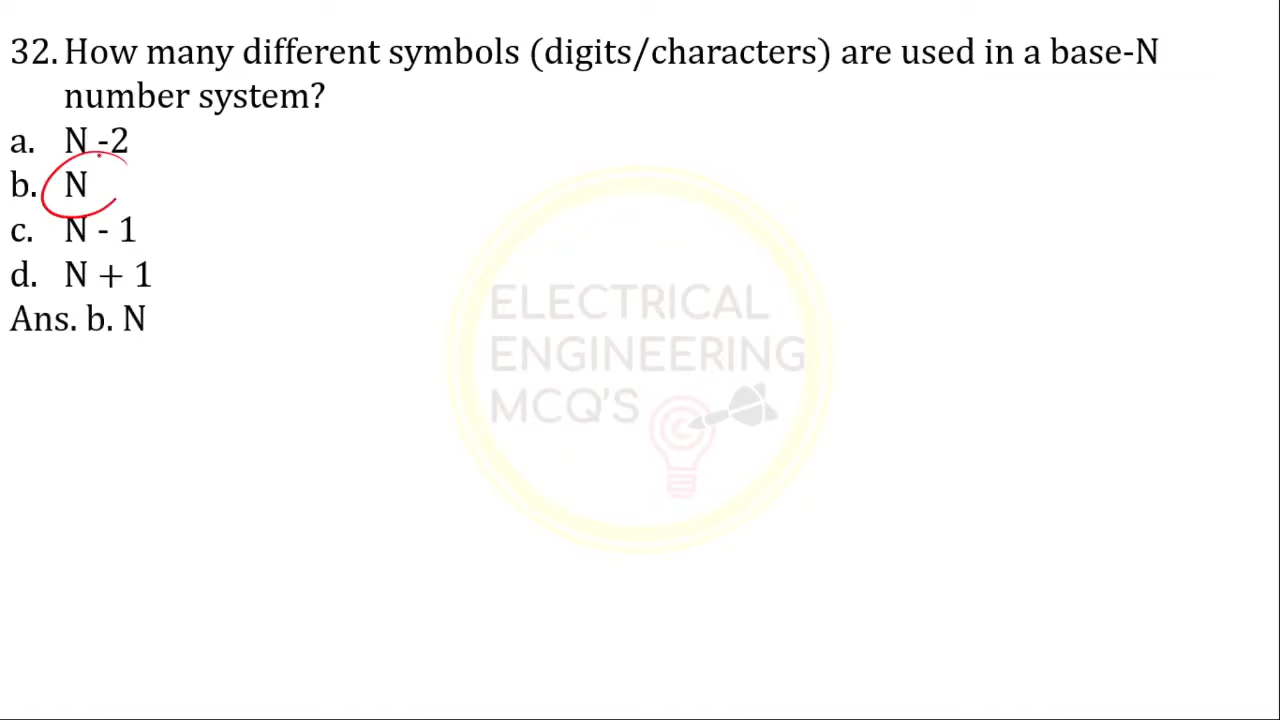 32. How many different symbols (digits/characters) are used in a base-N
number system?
a. N -2
b. N
c. N - 1
d. N + 1
Ans. b. N
ELECTRICAL
ENGINEERING
MCQ'S